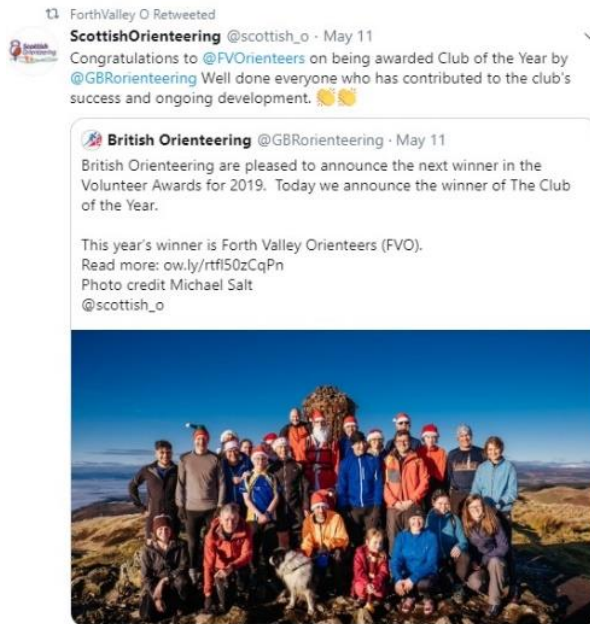 ForthValley O Retweeted
ScottishOrienteering @scottish_o · May 11
Congratulations to @FVOrienteers on being awarded Club of the Year by
@GBRorienteering Well done everyone who has contributed to the club's
success and ongoing development. 👏👏
British Orienteering @GBRorienteering · May 11
British Orienteering are pleased to announce the next winner in the
Volunteer Awards for 2019. Today we announce the winner of The Club
of the Year.
This year's winner is Forth Valley Orienteers (FVO).
Read more: ow.ly/rtfl50zCqPn
Photo credit Michael Salt
@scottish_o